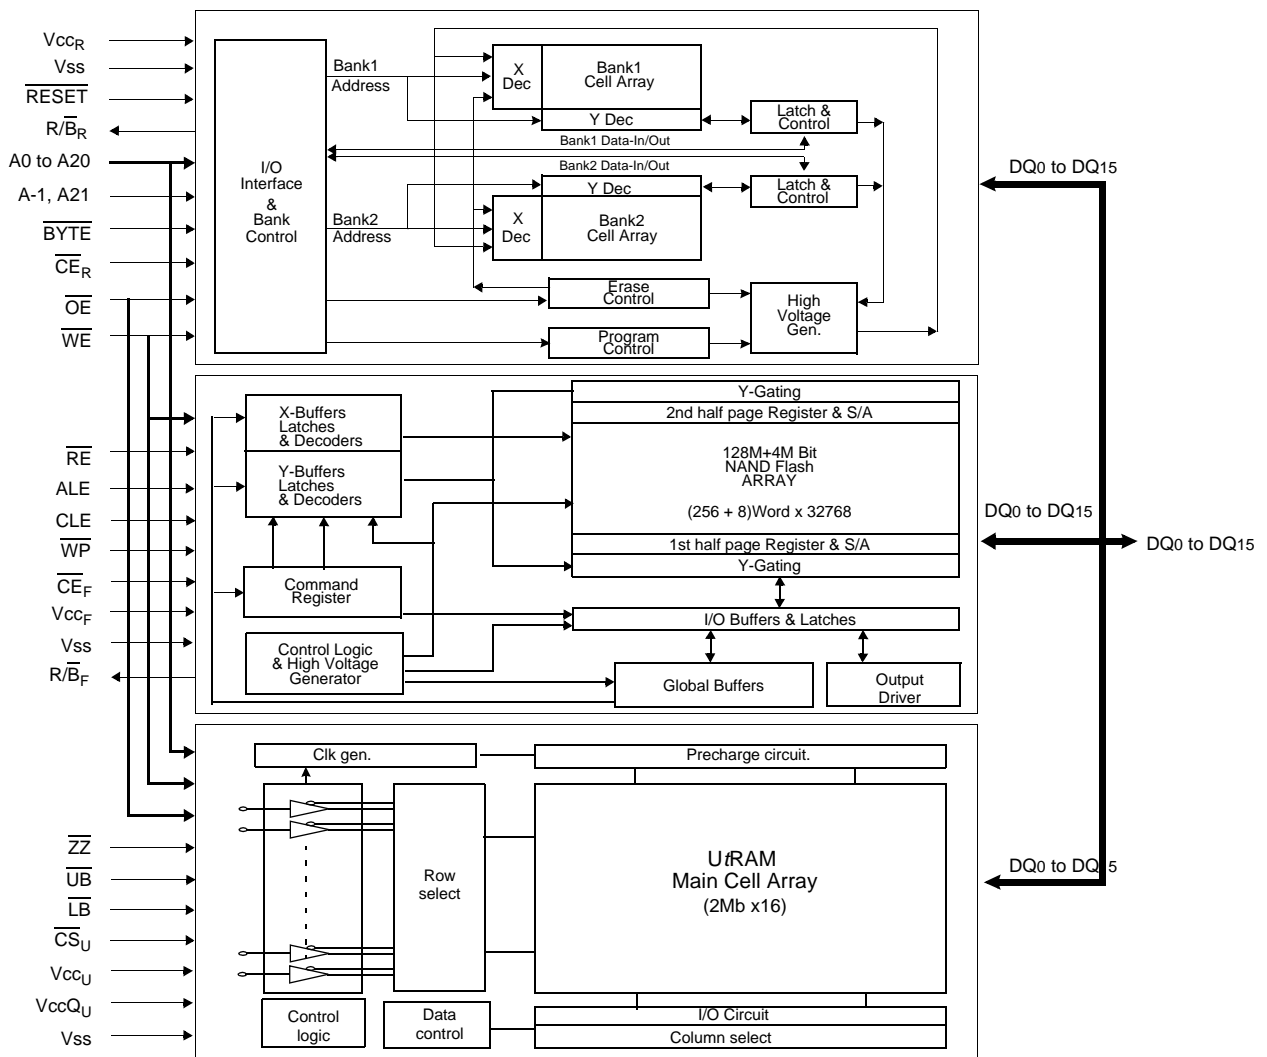 VccR
Vss
RESET
R/BR
A0 to A20
A-1, A21
BYTE
CER
OE
WE
I/O
Interface
&
Bank
Control
Bank1
Address
Bank2
Address
X
Dec
Bank1
Cell Array
Y Dec
Latch &
Control
Bank1 Data-In/Out
Bank2 Data-In/Out
Y Dec
Latch &
Control
X
Dec
Bank2
Cell Array
Erase
Control
Program
Control
High
Voltage
Gen.
DQ0 to DQ15
RE
ALE
CLE
WP
CEF
VccF
Vss
R/BF
X-Buffers
Latches
& Decoders
Y-Buffers
Latches
& Decoders
Command
Register
Control Logic
& High Voltage
Generator
Y-Gating
2nd half page Register & S/A
128M+4M Bit
NAND Flash
ARRAY
(256 + 8)Word x 32768
1st half page Register & S/A
Y-Gating
I/O Buffers & Latches
Global Buffers
Output
Driver
DQ0 to DQ15
DQ0 to DQ15
ZZ
UB
LB
CSU
VccU
VccQU
Vss
Clk gen.
Precharge circuit.
Row
select
UtRAM
Main Cell Array
(2Mb x16)
Control
logic
Data
control
I/O Circuit
Column select
DQ0 to DQ15